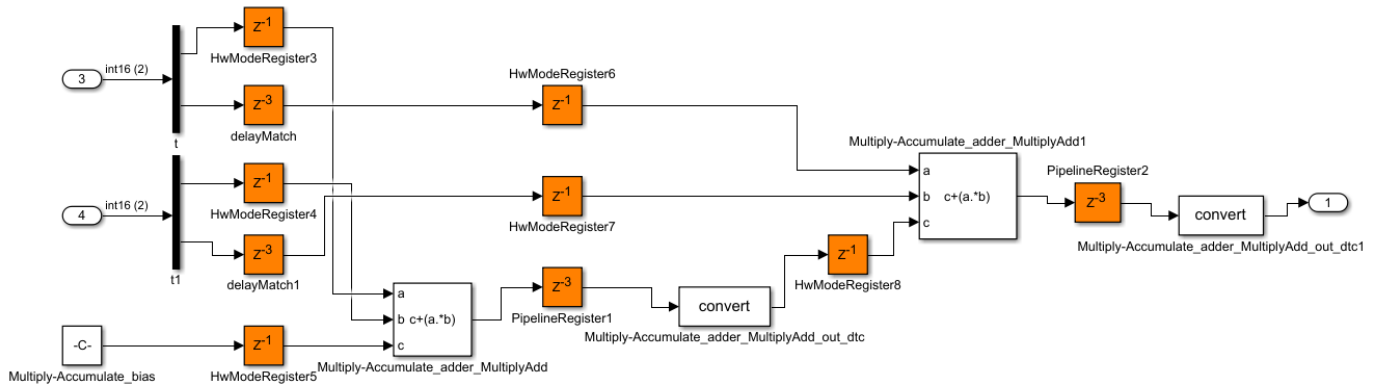 Z-1
HwModeRegister3
3
int16 (2)
t
Z-3
delayMatch
HwModeRegister6
Z-1
4
int16 (2)
t1
Z-1
HwModeRegister4
Z-3
delayMatch1
Z-1
HwModeRegister7
-C-
Multiply-Accumulate_bias
Z-1
HwModeRegister5
a
b c+(a.*b)
c
Multiply-Accumulate_adder_MultiplyAdd
Z-3
PipelineRegister1
convert
Multiply-Accumulate_adder_MultiplyAdd_out_dtc
Z-1
HwModeRegister8
Multiply-Accumulate_adder_MultiplyAdd1
a
b c+(a.*b)
c
PipelineRegister2
Z-3
convert
Multiply-Accumulate_adder_MultiplyAdd_out_dtc1
1